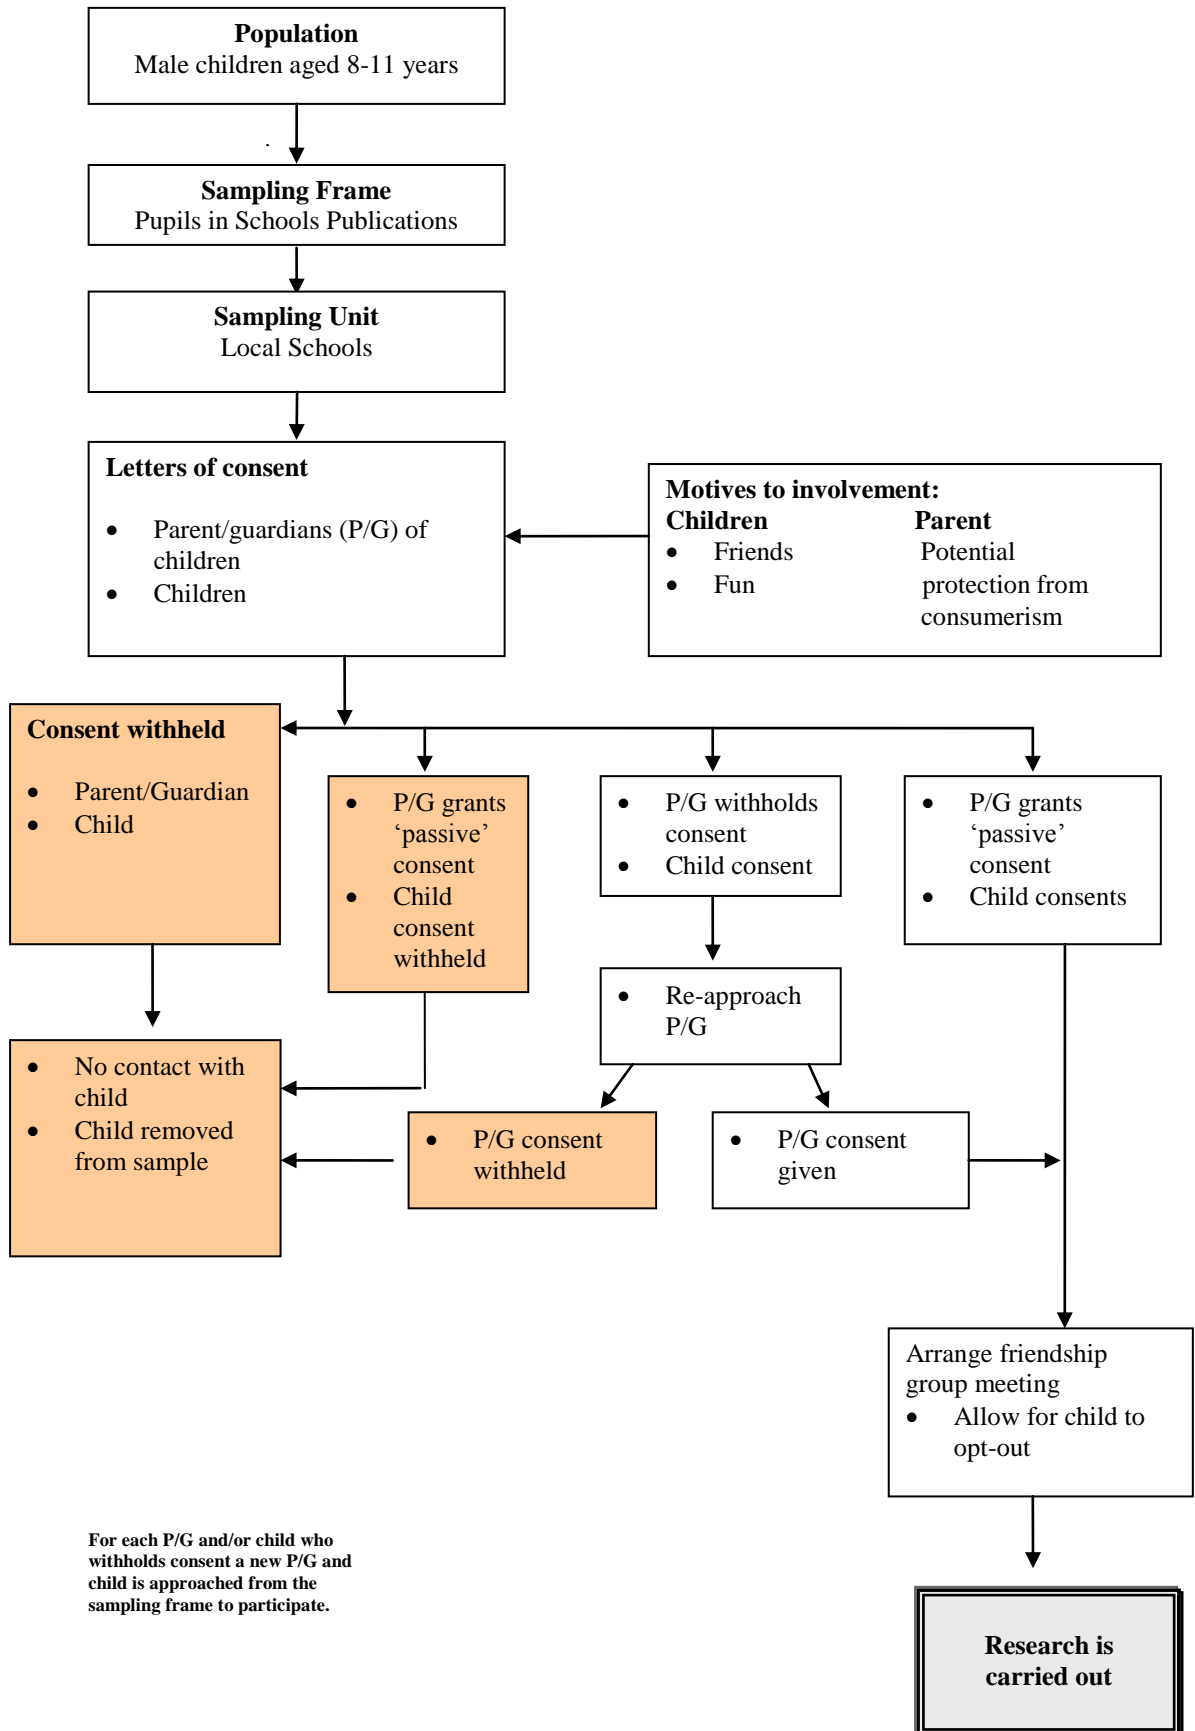 Population
Male children aged 8-11 years
Sampling Frame
Pupils in Schools Publications
Sampling Unit
Local Schools
Letters of consent
• Parent/guardians (P/G) of
children
• Children
Motives to involvement:
Children Parent
• Friends Potential
• Fun protection from
consumerism
Consent withheld
• Parent/Guardian
• Child
• P/G grants
‘passive’
consent
• Child
consent
withheld
• P/G withholds
consent
• Child consent
• P/G grants
‘passive’
consent
• Child consents
• Re-approach
P/G
• No contact with
child
• Child removed
from sample
• P/G consent
withheld
• P/G consent
given
Arrange friendship
group meeting
• Allow for child to
opt-out
For each P/G and/or child who
withholds consent a new P/G and
child is approached from the
sampling frame to participate.
Research is
carried out